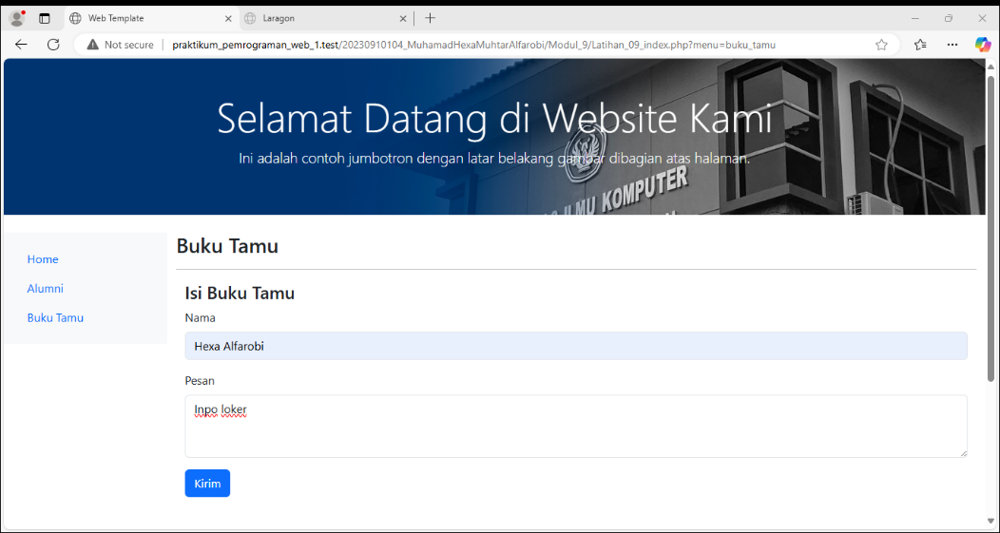 Web Template
Laragon
Not secure praktikum_pemrograman_web_1.test/20230910104_MuhamadHexaMuhtarAlfarobi/Modul_9/Latihan_09_index.php?menu=buku_tamu
Selamat Datang di Website Kami
Ini adalah contoh jumbotron dengan latar belakang gambar dibagian atas halaman.
ILMU KOMPUTER
Home
Alumni
Buku Tamu
Buku Tamu
Isi Buku Tamu
Nama
Hexa Alfarobi
Pesan
Inpo loker
Kirim